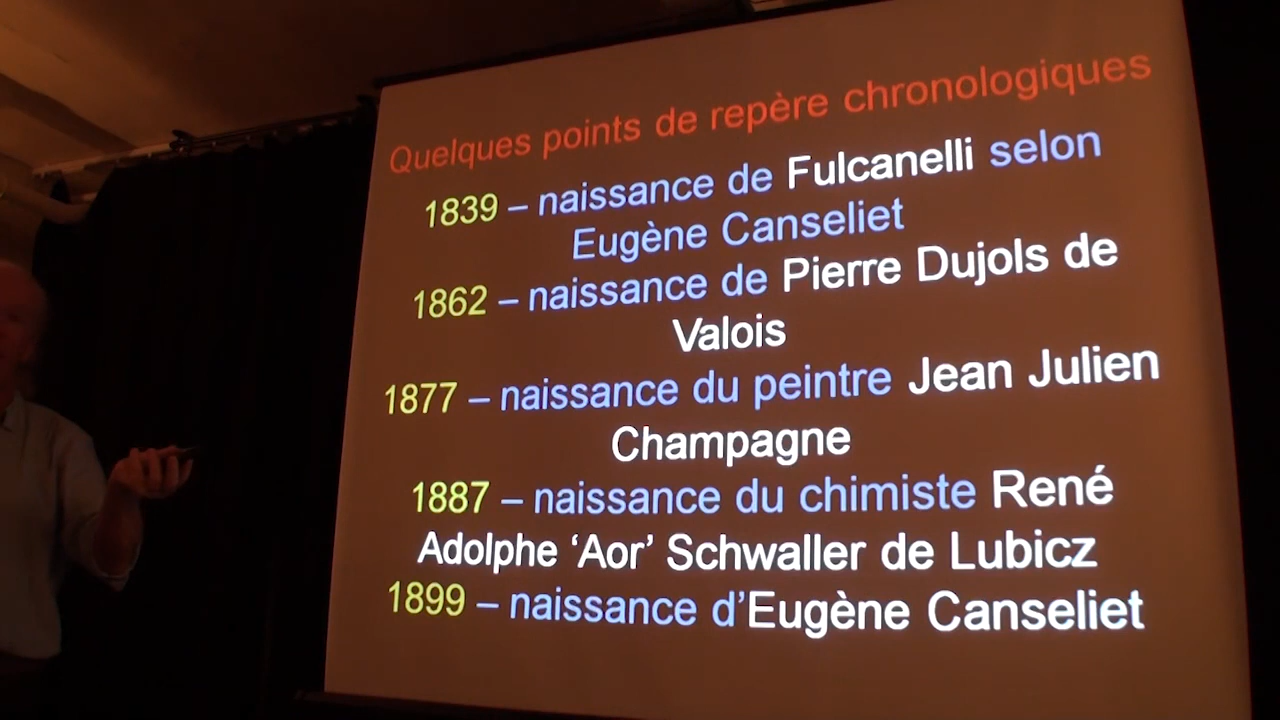 Quelques points de repère chronologiques
1839 – naissance de Fulcanelli selon
Eugène Canseliet
1862 – naissance de Pierre Dujols de
Valois
1877 – naissance du peintre Jean Julien
Champagne
1887 – naissance du chimiste René
Adolphe ‘Aor’ Schwaller de Lubicz
1899 – naissance d’Eugène Canseliet